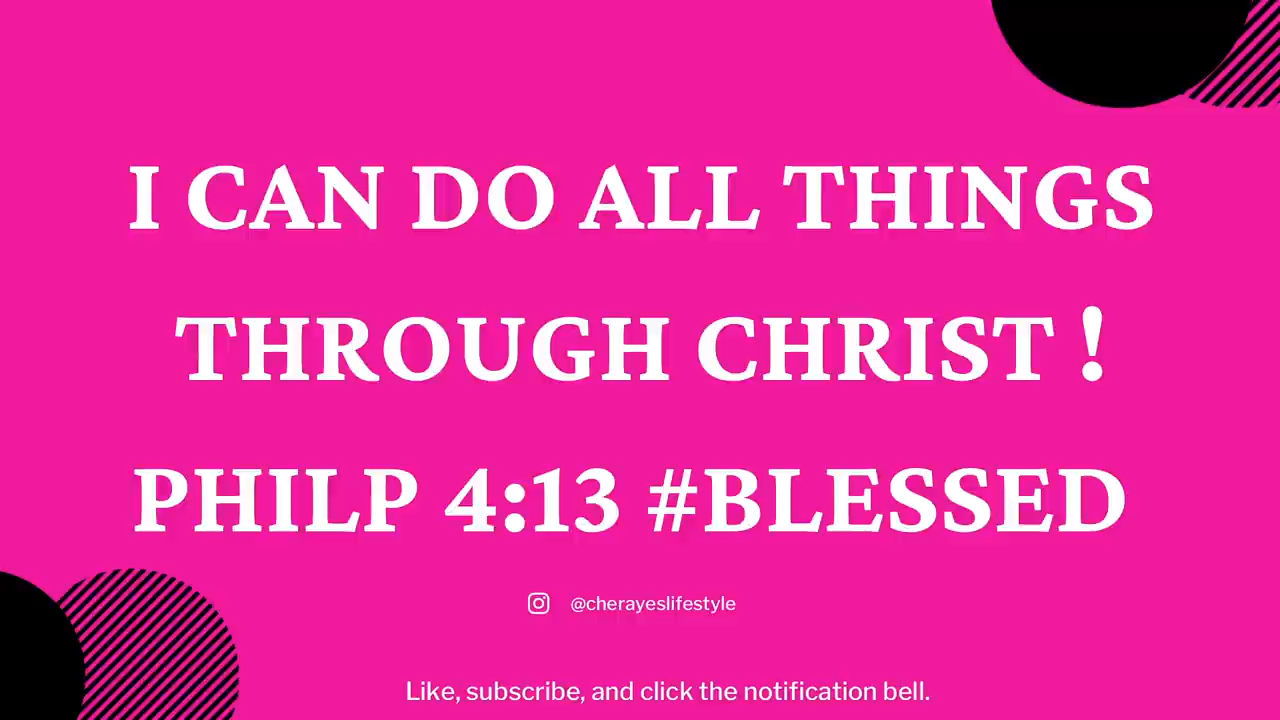 I CAN DO ALL THINGS
THROUGH CHRIST !
PHILP 4:13 #BLESSED
@cherayeslifestyle
Like, subscribe, and click the notification bell.